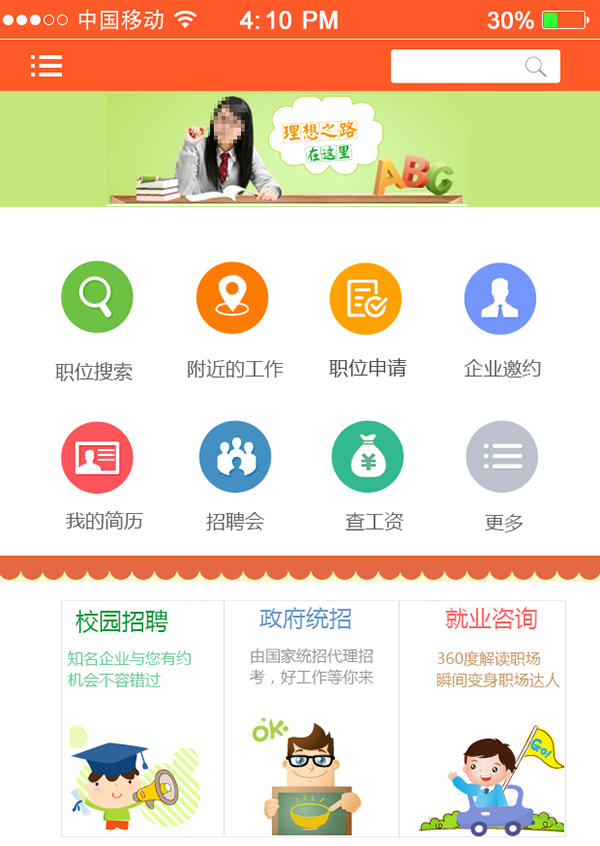 中国移动 4:10 PM 30%
理想之路
在这里
ABC
职位搜索 附近的工作 职位申请 企业邀约
我的简历 招聘会 查工资 更多
校园招聘 政府统招 就业咨询
知名企业与您有约
机会不容错过
由国家统招代理招
考，好工作等你来
360度解读职场
瞬间变身职场达人
OK
Go!